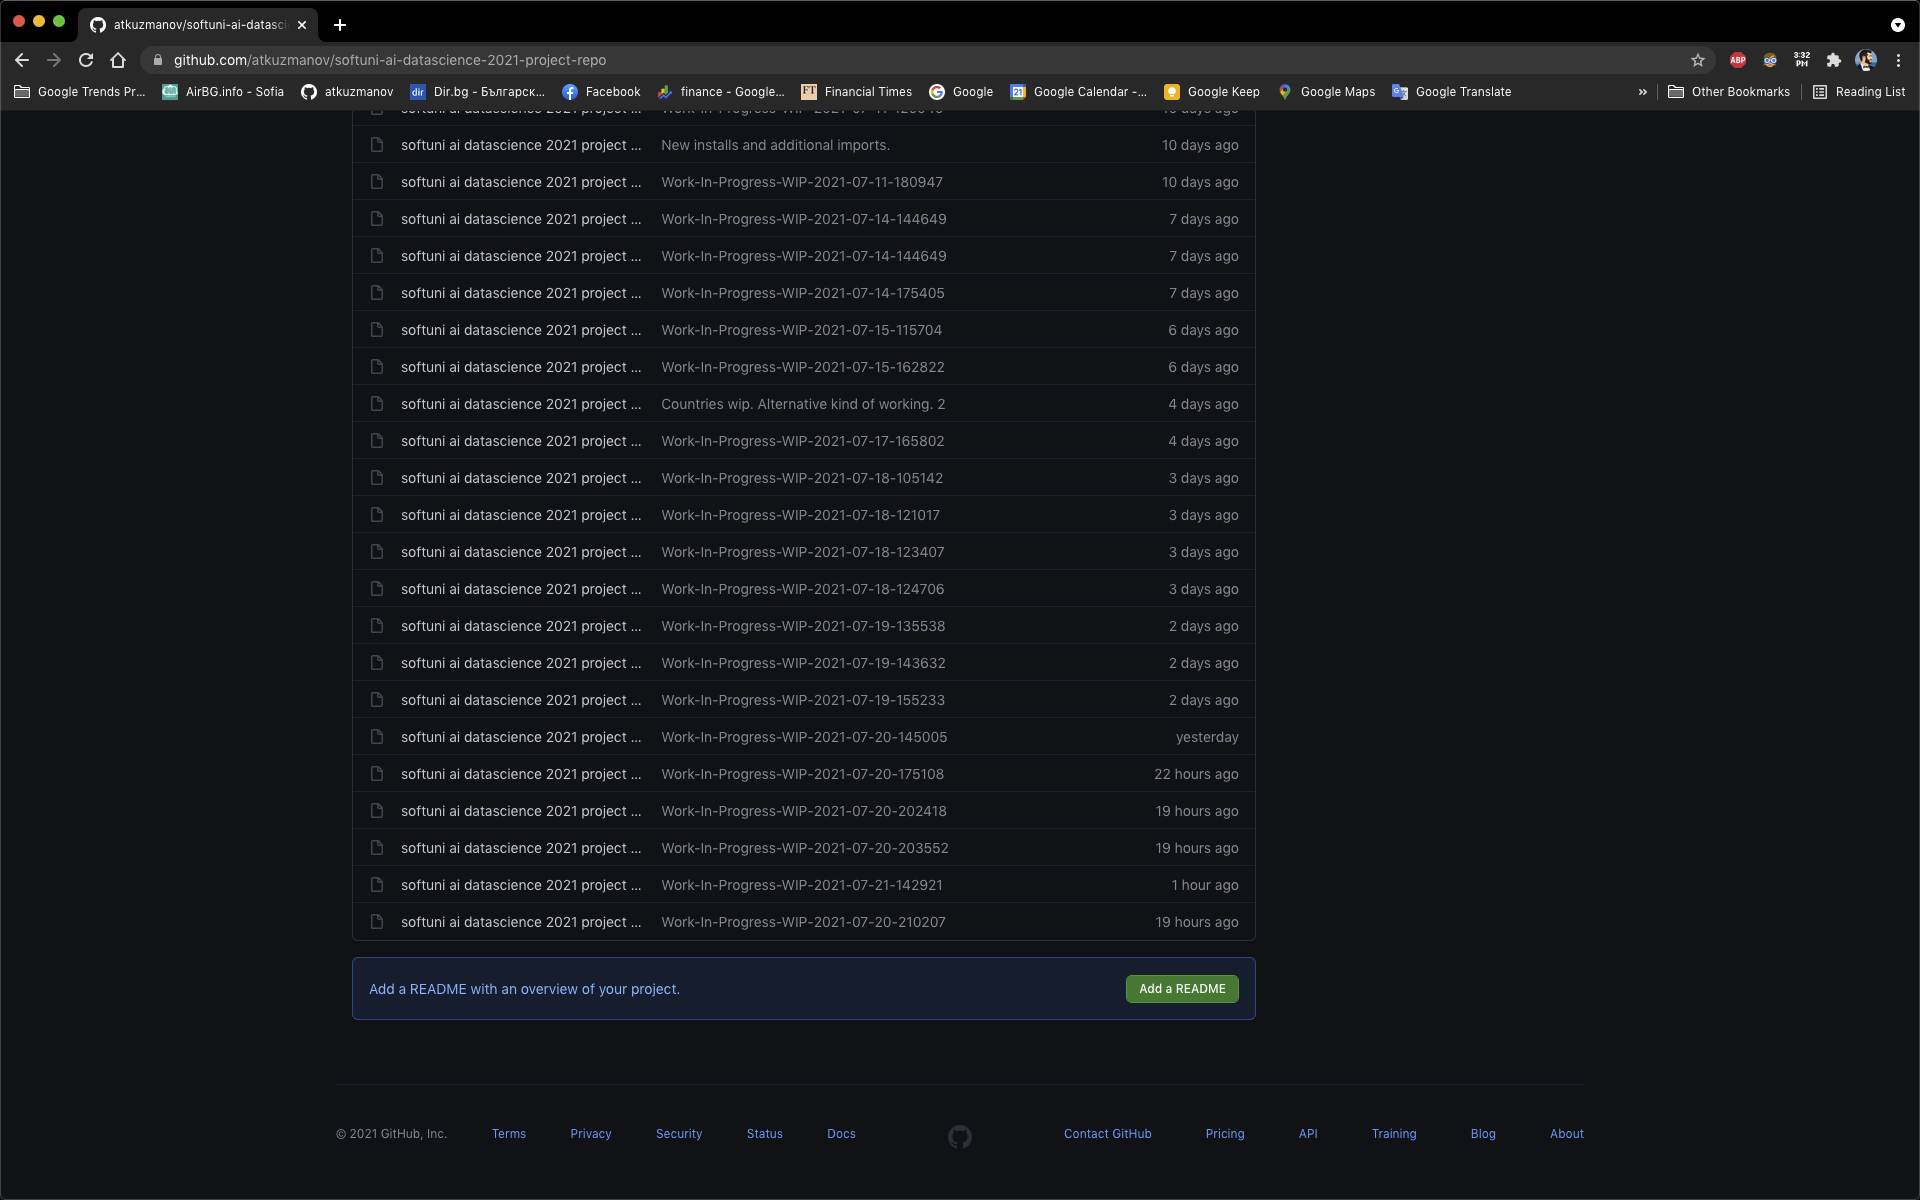 atkuzmanov/softuni-ai-datasci
github.com/atkuzmanov/softuni-ai-datascience-2021-project-repo
ABP
3:32 PM
Google Trends Pr...
AirBG.info - Sofia
atkuzmanov
dir
Dir.bg - Българск...
Facebook
finance - Google...
FT
Financial Times
Google
21
Google Calendar -...
Google Keep
Google Maps
Google Translate
»
Other Bookmarks
Reading List
softuni ai datascience 2021 project ... New installs and additional imports. 10 days ago
softuni ai datascience 2021 project ... Work-In-Progress-WIP-2021-07-11-180947 10 days ago
softuni ai datascience 2021 project ... Work-In-Progress-WIP-2021-07-14-144649 7 days ago
softuni ai datascience 2021 project ... Work-In-Progress-WIP-2021-07-14-144649 7 days ago
softuni ai datascience 2021 project ... Work-In-Progress-WIP-2021-07-14-175405 7 days ago
softuni ai datascience 2021 project ... Work-In-Progress-WIP-2021-07-15-115704 6 days ago
softuni ai datascience 2021 project ... Work-In-Progress-WIP-2021-07-15-162822 6 days ago
softuni ai datascience 2021 project ... Countries wip. Alternative kind of working. 2 4 days ago
softuni ai datascience 2021 project ... Work-In-Progress-WIP-2021-07-17-165802 4 days ago
softuni ai datascience 2021 project ... Work-In-Progress-WIP-2021-07-18-105142 3 days ago
softuni ai datascience 2021 project ... Work-In-Progress-WIP-2021-07-18-121017 3 days ago
softuni ai datascience 2021 project ... Work-In-Progress-WIP-2021-07-18-123407 3 days ago
softuni ai datascience 2021 project ... Work-In-Progress-WIP-2021-07-18-124706 3 days ago
softuni ai datascience 2021 project ... Work-In-Progress-WIP-2021-07-19-135538 2 days ago
softuni ai datascience 2021 project ... Work-In-Progress-WIP-2021-07-19-143632 2 days ago
softuni ai datascience 2021 project ... Work-In-Progress-WIP-2021-07-19-155233 2 days ago
softuni ai datascience 2021 project ... Work-In-Progress-WIP-2021-07-20-145005 yesterday
softuni ai datascience 2021 project ... Work-In-Progress-WIP-2021-07-20-175108 22 hours ago
softuni ai datascience 2021 project ... Work-In-Progress-WIP-2021-07-20-202418 19 hours ago
softuni ai datascience 2021 project ... Work-In-Progress-WIP-2021-07-20-203552 19 hours ago
softuni ai datascience 2021 project ... Work-In-Progress-WIP-2021-07-21-142921 1 hour ago
softuni ai datascience 2021 project ... Work-In-Progress-WIP-2021-07-20-210207 19 hours ago
Add a README with an overview of your project.
Add a README
© 2021 GitHub, Inc. Terms Privacy Security Status Docs Contact GitHub Pricing API Training Blog About